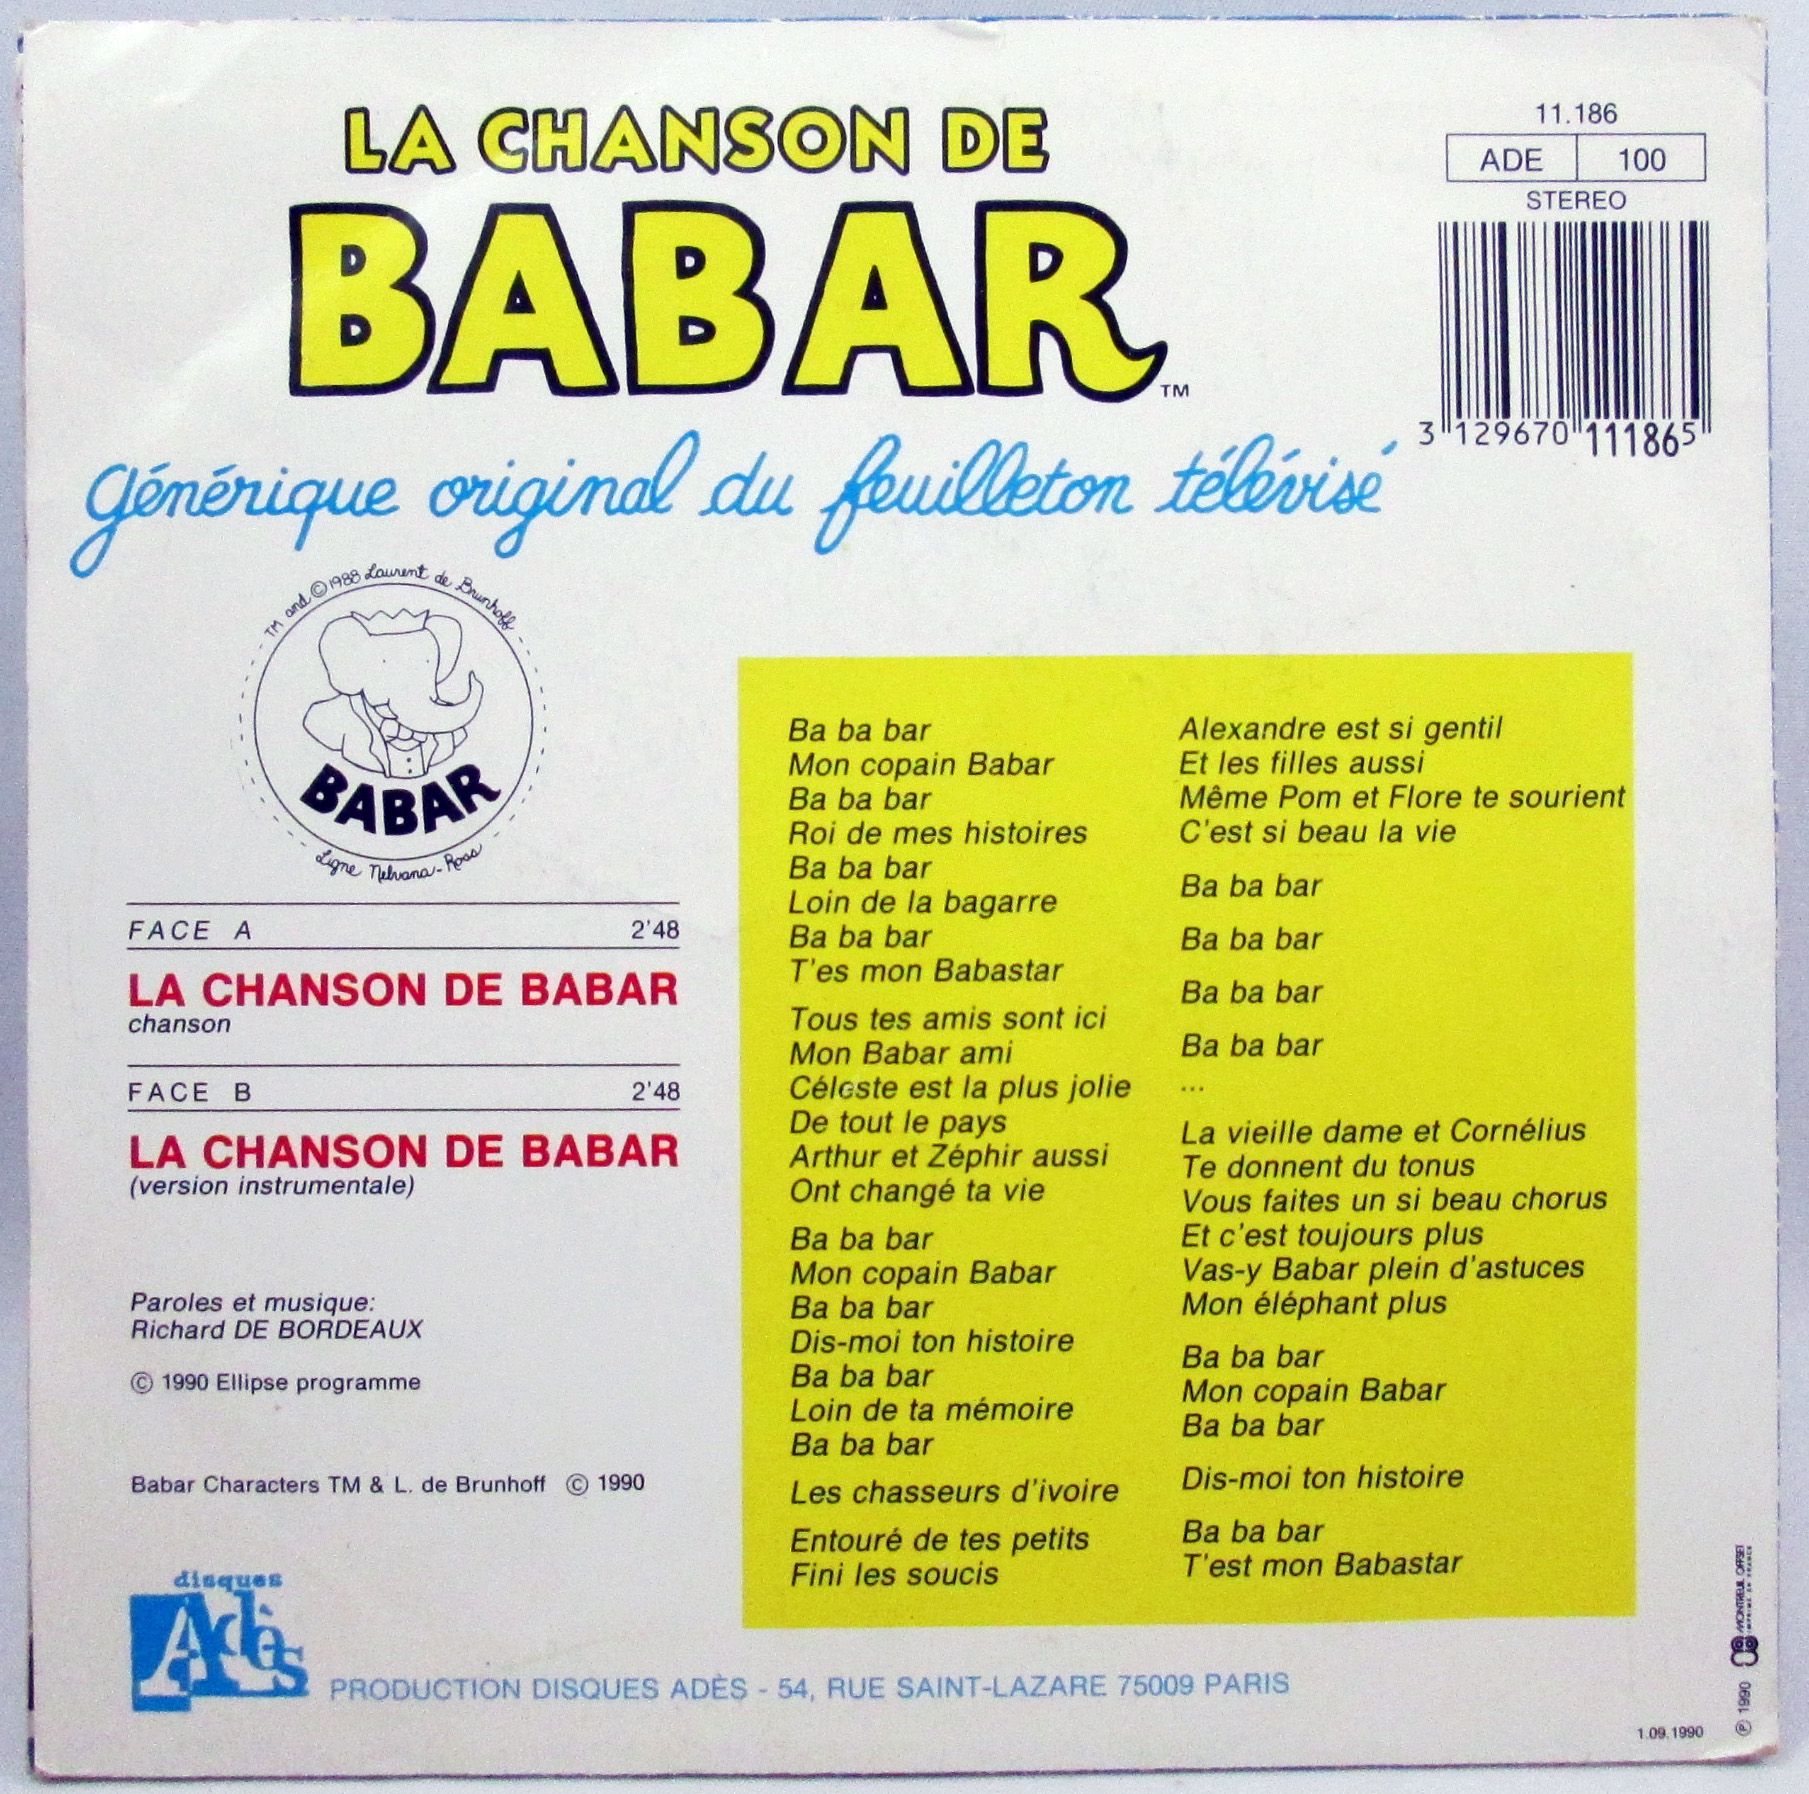 LA CHANSON DE
BABAR™
générique original du feuilleton télévisé
11.186
ADE 100
STEREO
3 129670 111865
TM and © 1988 Laurent de Brunhoff
BABAR
Ligne Nelvana-Ross
FACE A 2'48
LA CHANSON DE BABAR
chanson
FACE B 2'48
LA CHANSON DE BABAR
(version instrumentale)
Paroles et musique:
Richard DE BORDEAUX
© 1990 Ellipse programme
Babar Characters TM & L. de Brunhoff © 1990
Ba ba bar
Mon copain Babar
Ba ba bar
Roi de mes histoires
Ba ba bar
Loin de la bagarre
Ba ba bar
T'es mon Babastar
Tous tes amis sont ici
Mon Babar ami
Céleste est la plus jolie
De tout le pays
Arthur et Zéphir aussi
Ont changé ta vie
Ba ba bar
Mon copain Babar
Ba ba bar
Dis-moi ton histoire
Ba ba bar
Loin de ta mémoire
Ba ba bar
Les chasseurs d'ivoire
Entouré de tes petits
Fini les soucis
Alexandre est si gentil
Et les filles aussi
Même Pom et Flore te sourient
C'est si beau la vie
Ba ba bar
Ba ba bar
Ba ba bar
Ba ba bar
...
La vieille dame et Cornélius
Te donnent du tonus
Vous faites un si beau chorus
Et c'est toujours plus
Vas-y Babar plein d'astuces
Mon éléphant plus
Ba ba bar
Mon copain Babar
Ba ba bar
Dis-moi ton histoire
Ba ba bar
T'est mon Babastar
disques
Adès
PRODUCTION DISQUES ADÈS - 54, RUE SAINT-LAZARE 75009 PARIS
1.09.1990
℗ 1990
MONTREUIL OFFSET
IMPRIMÉ EN FRANCE